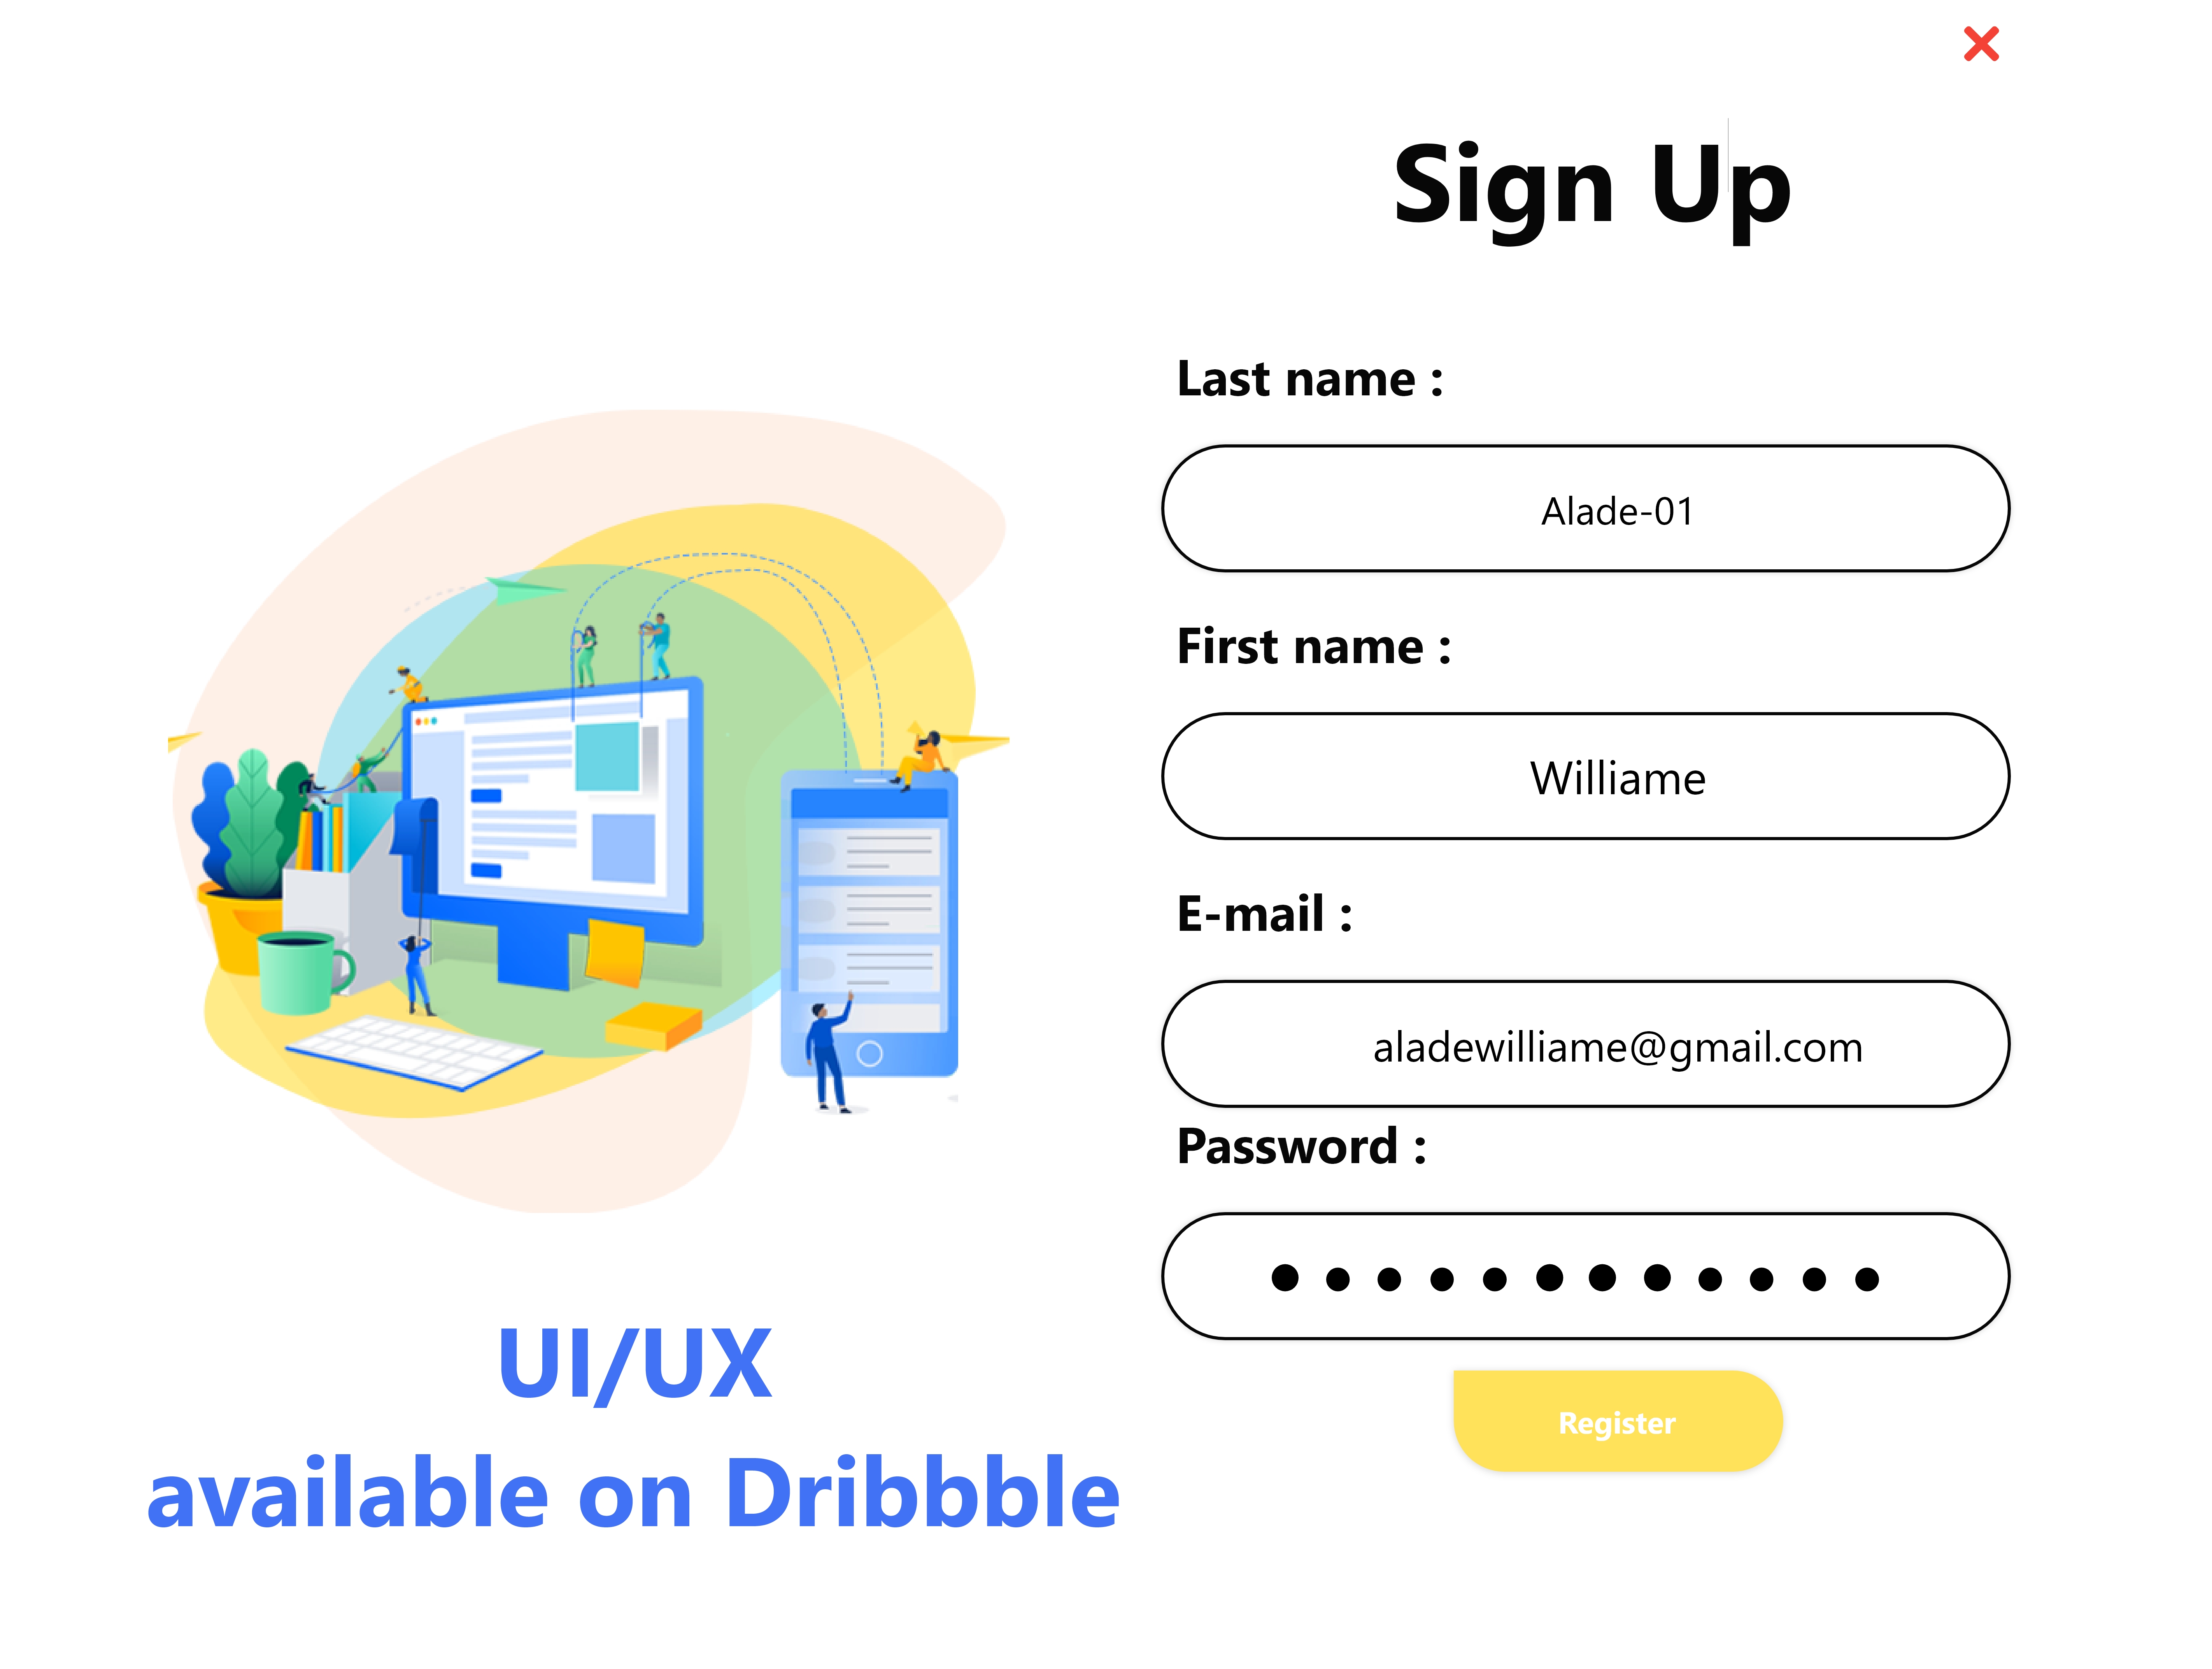 Sign Up
Last name :
Alade-01
First name :
Williame
E-mail :
aladewilliame@gmail.com
Password :
Register
UI/UX
available on Dribbble